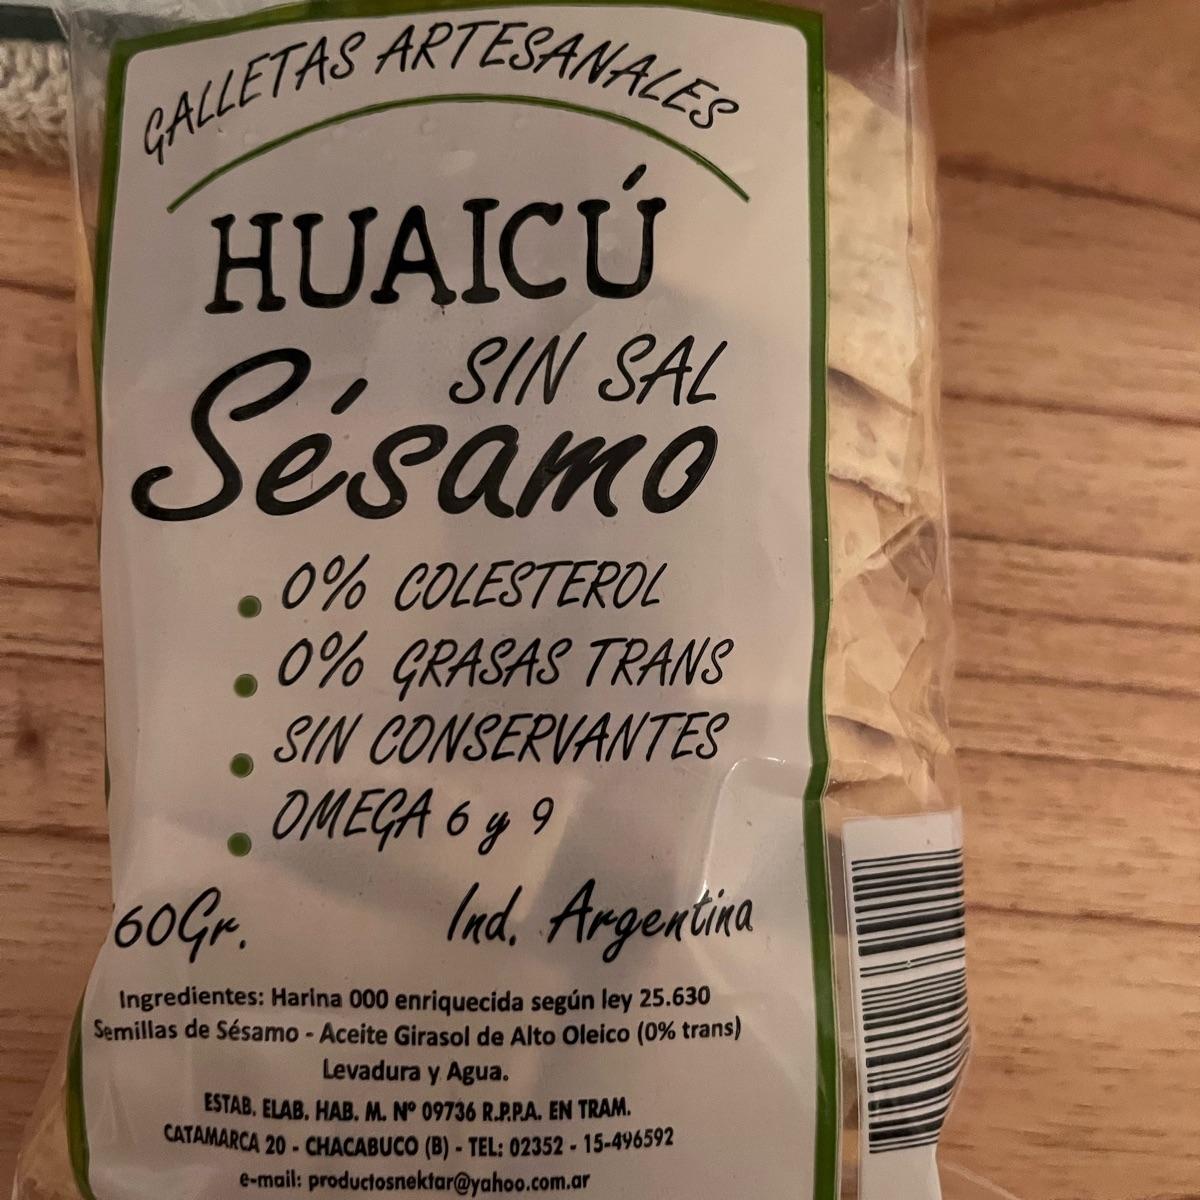 GALLETAS ARTESANALES
HUAICÚ
SIN SAL
Sésamo
0% COLESTEROL
0% GRASAS TRANS
SIN CONSERVANTES
OMEGA 6 y 9
60Gr.
Ind. Argentina
Ingredientes: Harina 000 enriquecida según ley 25.630
Semillas de Sésamo - Aceite Girasol de Alto Oleico (0% trans)
Levadura y Agua.
ESTAB. ELAB. HAB. M. Nº 09736 R.P.P.A. EN TRAM.
CATAMARCA 20 - CHACABUCO (B) - TEL: 02352 - 15-496592
e-mail: productosnektar@yahoo.com.ar